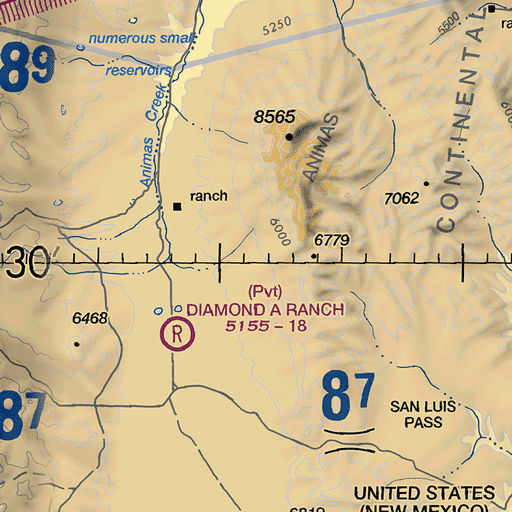 5250
5500
ra
numerous small
reservoirs
89
8565
Animas Creek
ANIMAS
CONTINENTAL
7062
ranch
6000
6779
30'
(Pvt)
DIAMOND A RANCH
5155 - 18
R
6468
87
87
SAN LUIS
PASS
UNITED STATES
(NEW MEXICO)